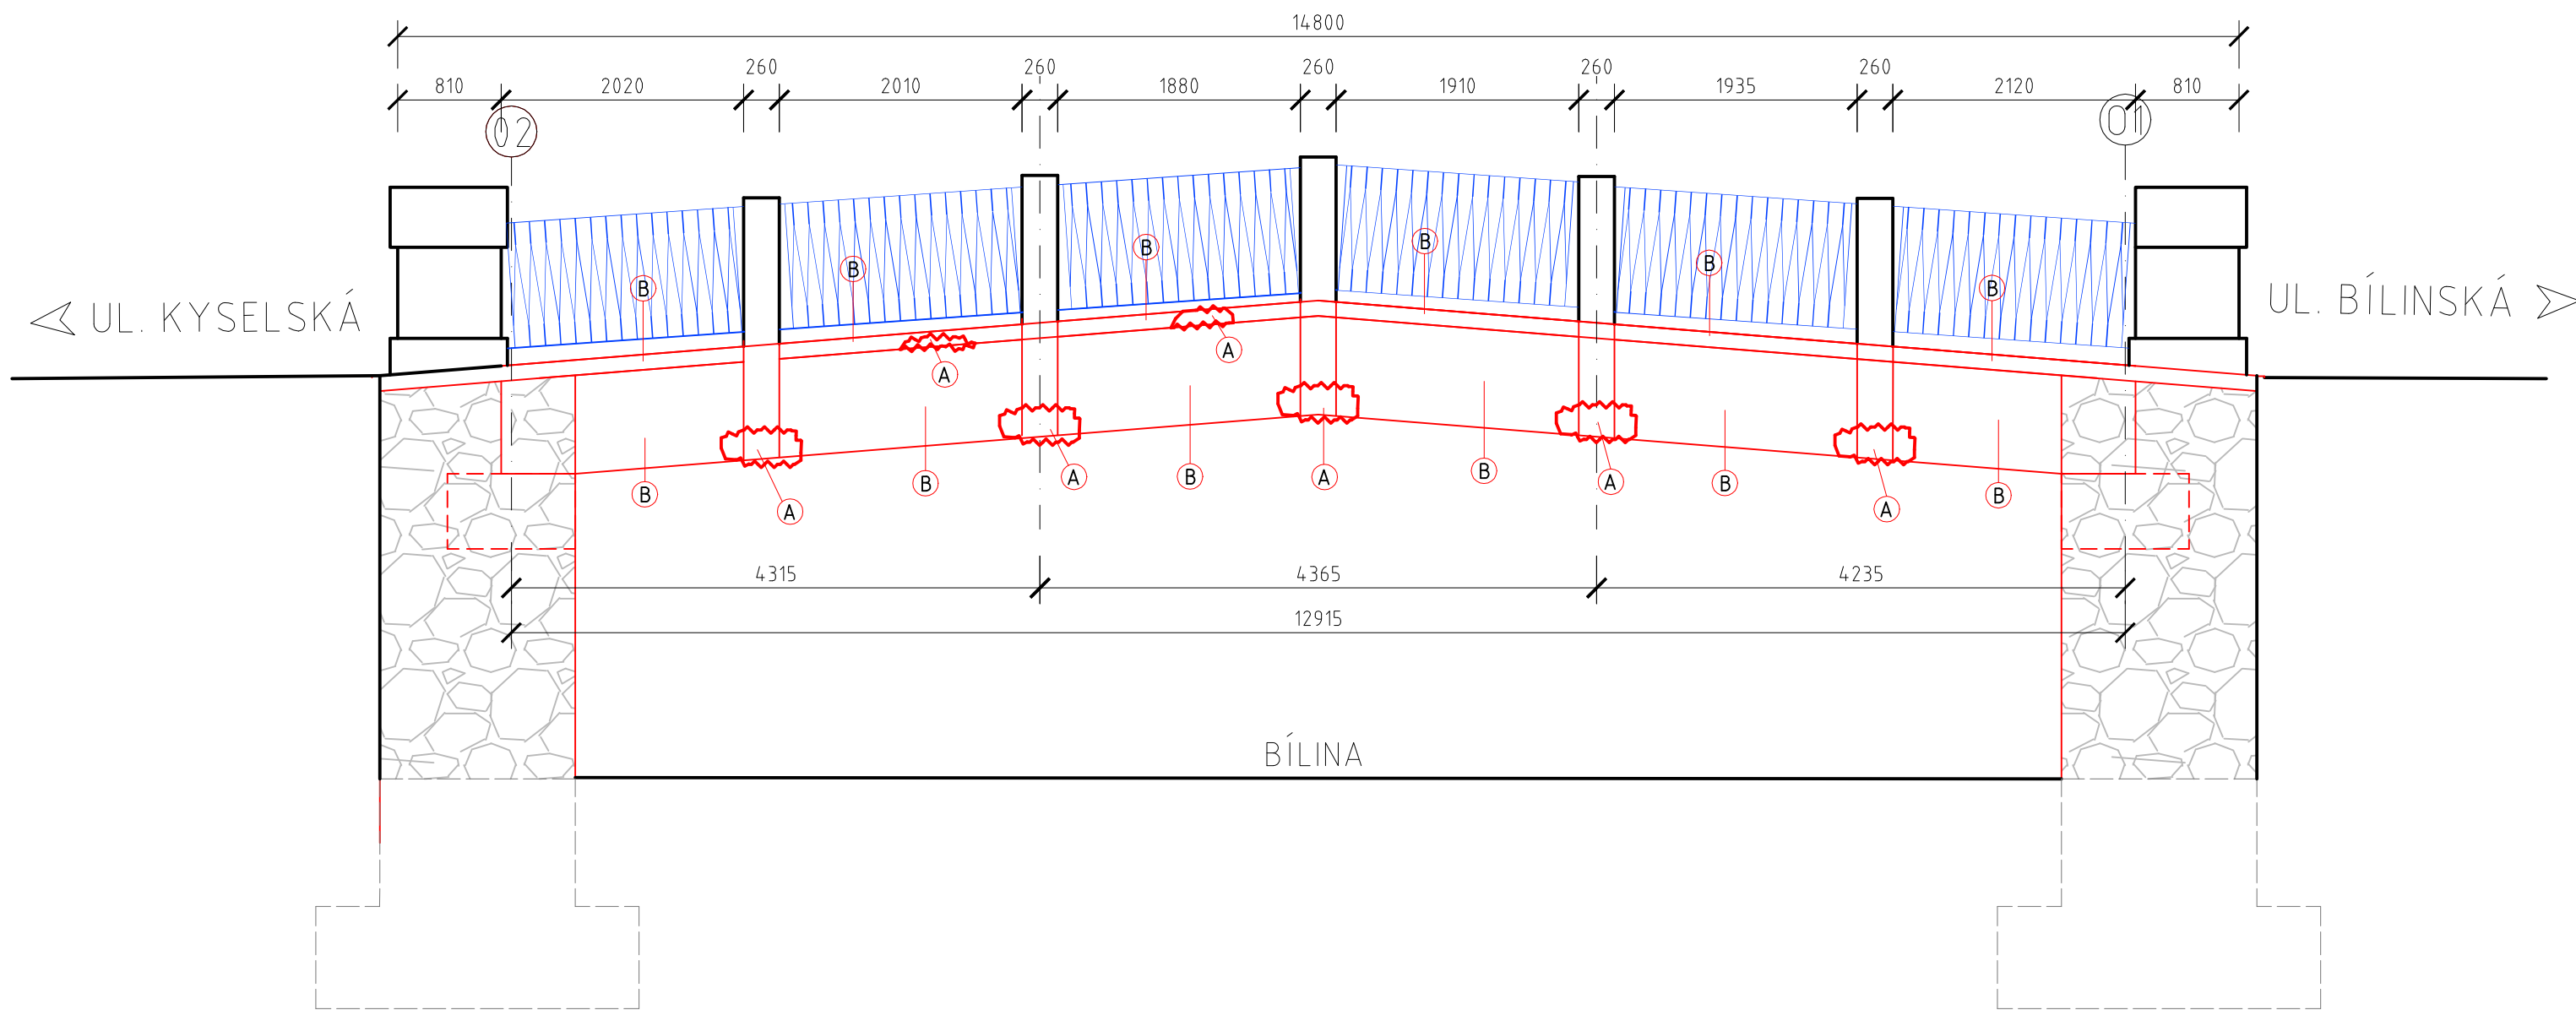 14800
260 260 260 260 260
810 2020 2010 1880 1910 1935 2120 810
02 01
B B B B B B
UL. KYSELSKÁ UL. BÍLINSKÁ
A A
B A B A B A B A B A B
4315 4365 4235
12915
BÍLINA